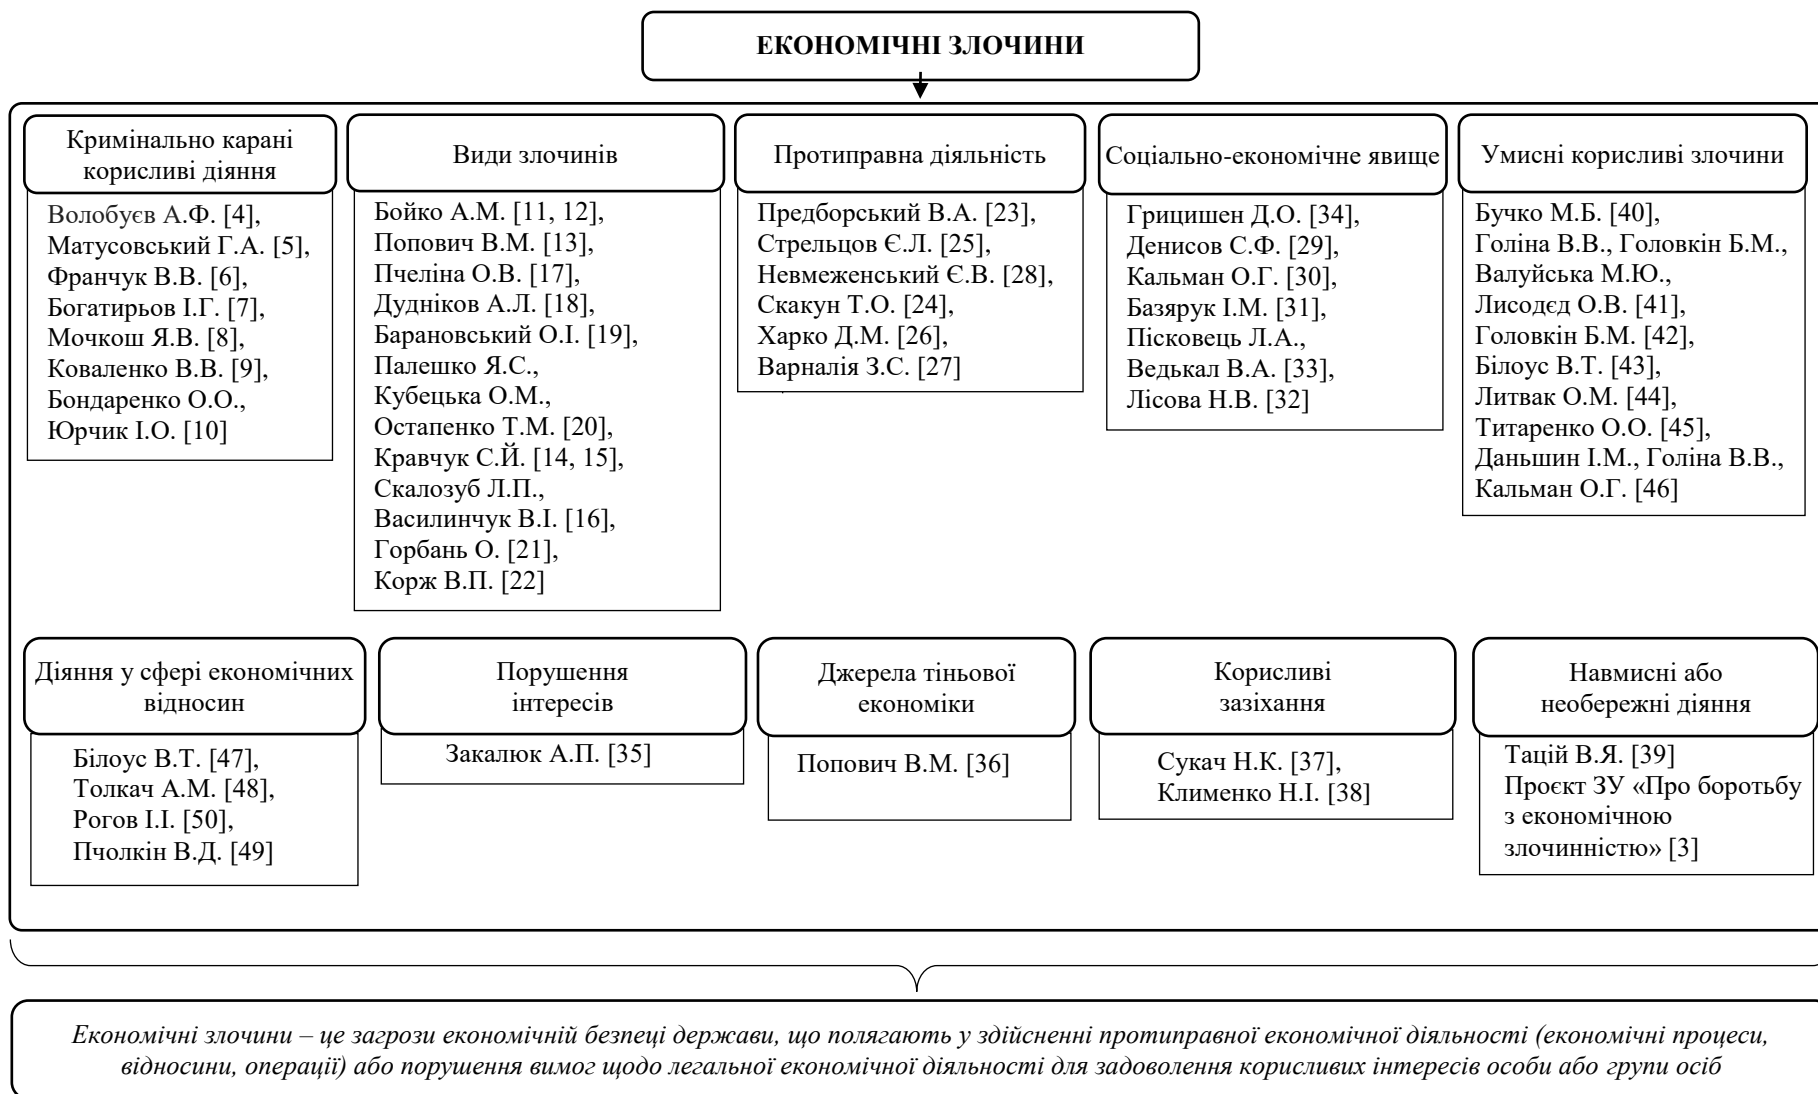 ЕКОНОМІЧНІ ЗЛОЧИНИ
Кримінально карані
корисливі діяння
Волобуєв А.Ф. [4],
Матусовський Г.А. [5],
Франчук В.В. [6],
Богатирьов І.Г. [7],
Мочкош Я.В. [8],
Коваленко В.В. [9],
Бондаренко О.О.,
Юрчик І.О. [10]
Види злочинів
Бойко А.М. [11, 12],
Попович В.М. [13],
Пчеліна О.В. [17],
Дудніков А.Л. [18],
Барановський О.І. [19],
Палешко Я.С.,
Кубецька О.М.,
Остапенко Т.М. [20],
Кравчук С.Й. [14, 15],
Скалозуб Л.П.,
Василинчук В.І. [16],
Горбань О. [21],
Корж В.П. [22]
Протиправна діяльність
Предборський В.А. [23],
Стрельцов Є.Л. [25],
Невмеженський Є.В. [28],
Скакун Т.О. [24],
Харко Д.М. [26],
Варналія З.С. [27]
Соціально-економічне явище
Грицишен Д.О. [34],
Денисов С.Ф. [29],
Кальман О.Г. [30],
Базярук І.М. [31],
Пісковець Л.А.,
Ведькал В.А. [33],
Лісова Н.В. [32]
Умисні корисливі злочини
Бучко М.Б. [40],
Голіна В.В., Головкін Б.М.,
Валуйська М.Ю.,
Лисодєд О.В. [41],
Головкін Б.М. [42],
Білоус В.Т. [43],
Литвак О.М. [44],
Титаренко О.О. [45],
Даньшин І.М., Голіна В.В.,
Кальман О.Г. [46]
Діяння у сфері економічних
відносин
Білоус В.Т. [47],
Толкач А.М. [48],
Рогов І.І. [50],
Пчолкін В.Д. [49]
Порушення
інтересів
Закалюк А.П. [35]
Джерела тіньової
економіки
Попович В.М. [36]
Корисливі
зазіхання
Сукач Н.К. [37],
Клименко Н.І. [38]
Навмисні або
необережні діяння
Тацій В.Я. [39]
Проєкт ЗУ «Про боротьбу
з економічною
злочинністю» [3]
Економічні злочини – це загрози економічній безпеці держави, що полягають у здійсненні протиправної економічної діяльності (економічні процеси,
відносини, операції) або порушення вимог щодо легальної економічної діяльності для задоволення корисливих інтересів особи або групи осіб